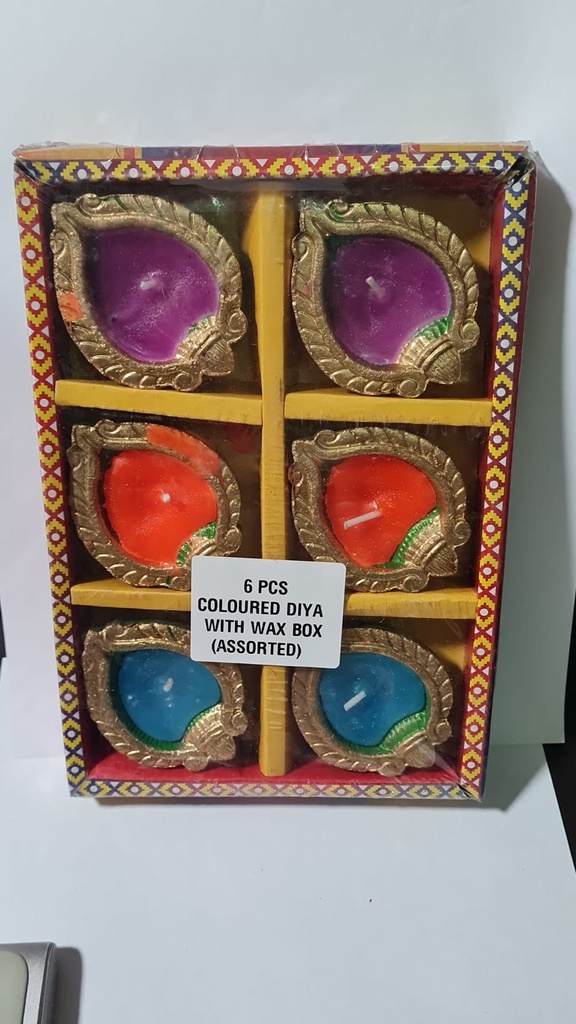 6 PCS
COLOURED DIYA
WITH WAX BOX
(ASSORTED)